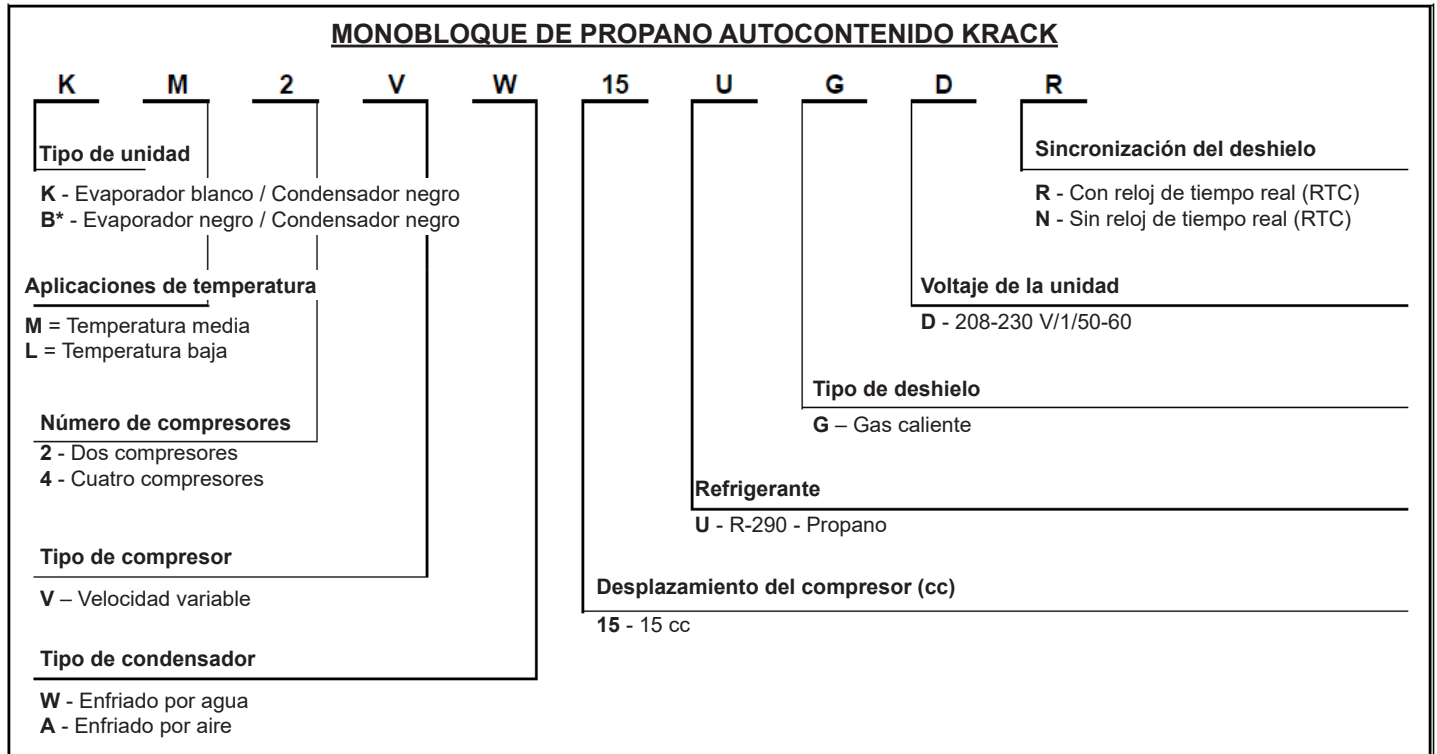 MONOBLOQUE DE PROPANO AUTOCONTENIDO KRACK
K M 2 V W 15 U G D R
Tipo de unidad
K - Evaporador blanco / Condensador negro
B* - Evaporador negro / Condensador negro
Aplicaciones de temperatura
M = Temperatura media
L = Temperatura baja
Número de compresores
2 - Dos compresores
4 - Cuatro compresores
Tipo de compresor
V – Velocidad variable
Tipo de condensador
W - Enfriado por agua
A - Enfriado por aire
Sincronización del deshielo
R - Con reloj de tiempo real (RTC)
N - Sin reloj de tiempo real (RTC)
Voltaje de la unidad
D - 208-230 V/1/50-60
Tipo de deshielo
G – Gas caliente
Refrigerante
U - R-290 - Propano
Desplazamiento del compresor (cc)
15 - 15 cc